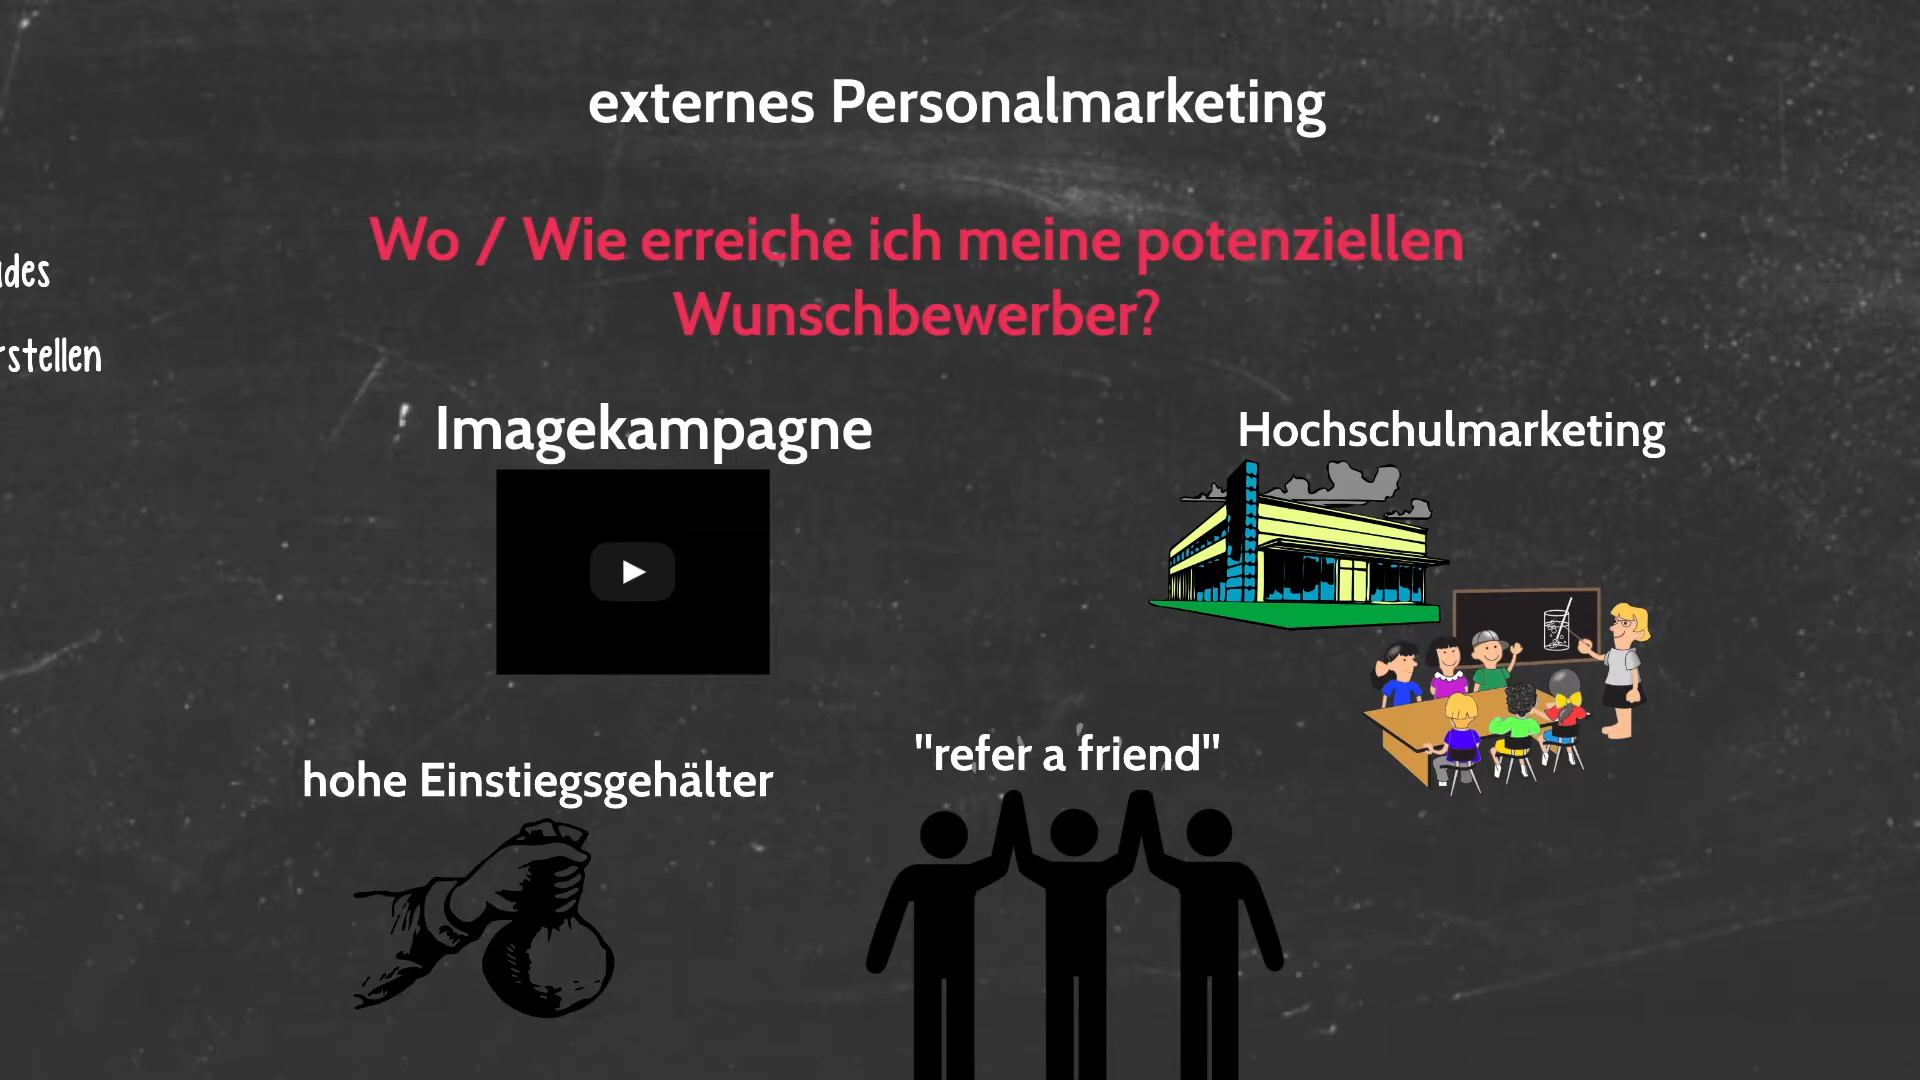 externes Personalmarketing
Wo / Wie erreiche ich meine potenziellen
Wunschbewerber?
Imagekampagne
Hochschulmarketing
hohe Einstiegsgehälter
"refer a friend"